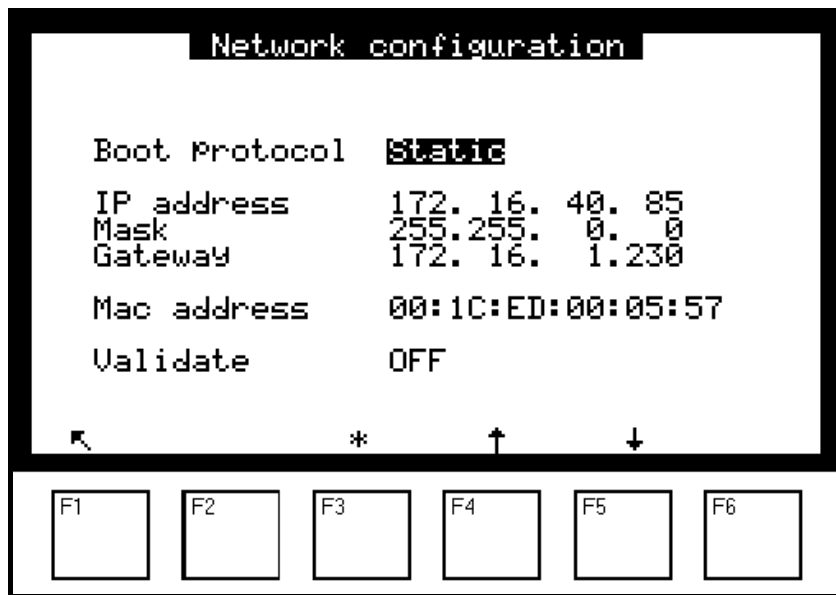 Network configuration
Boot Protocol Static
IP address 172. 16. 40. 85
Mask 255.255. 0. 0
Gateway 172. 16. 1.230
Mac address 00:1C:ED:00:05:57
Validate OFF
↖ * ↑ ↓
F1 F2 F3 F4 F5 F6